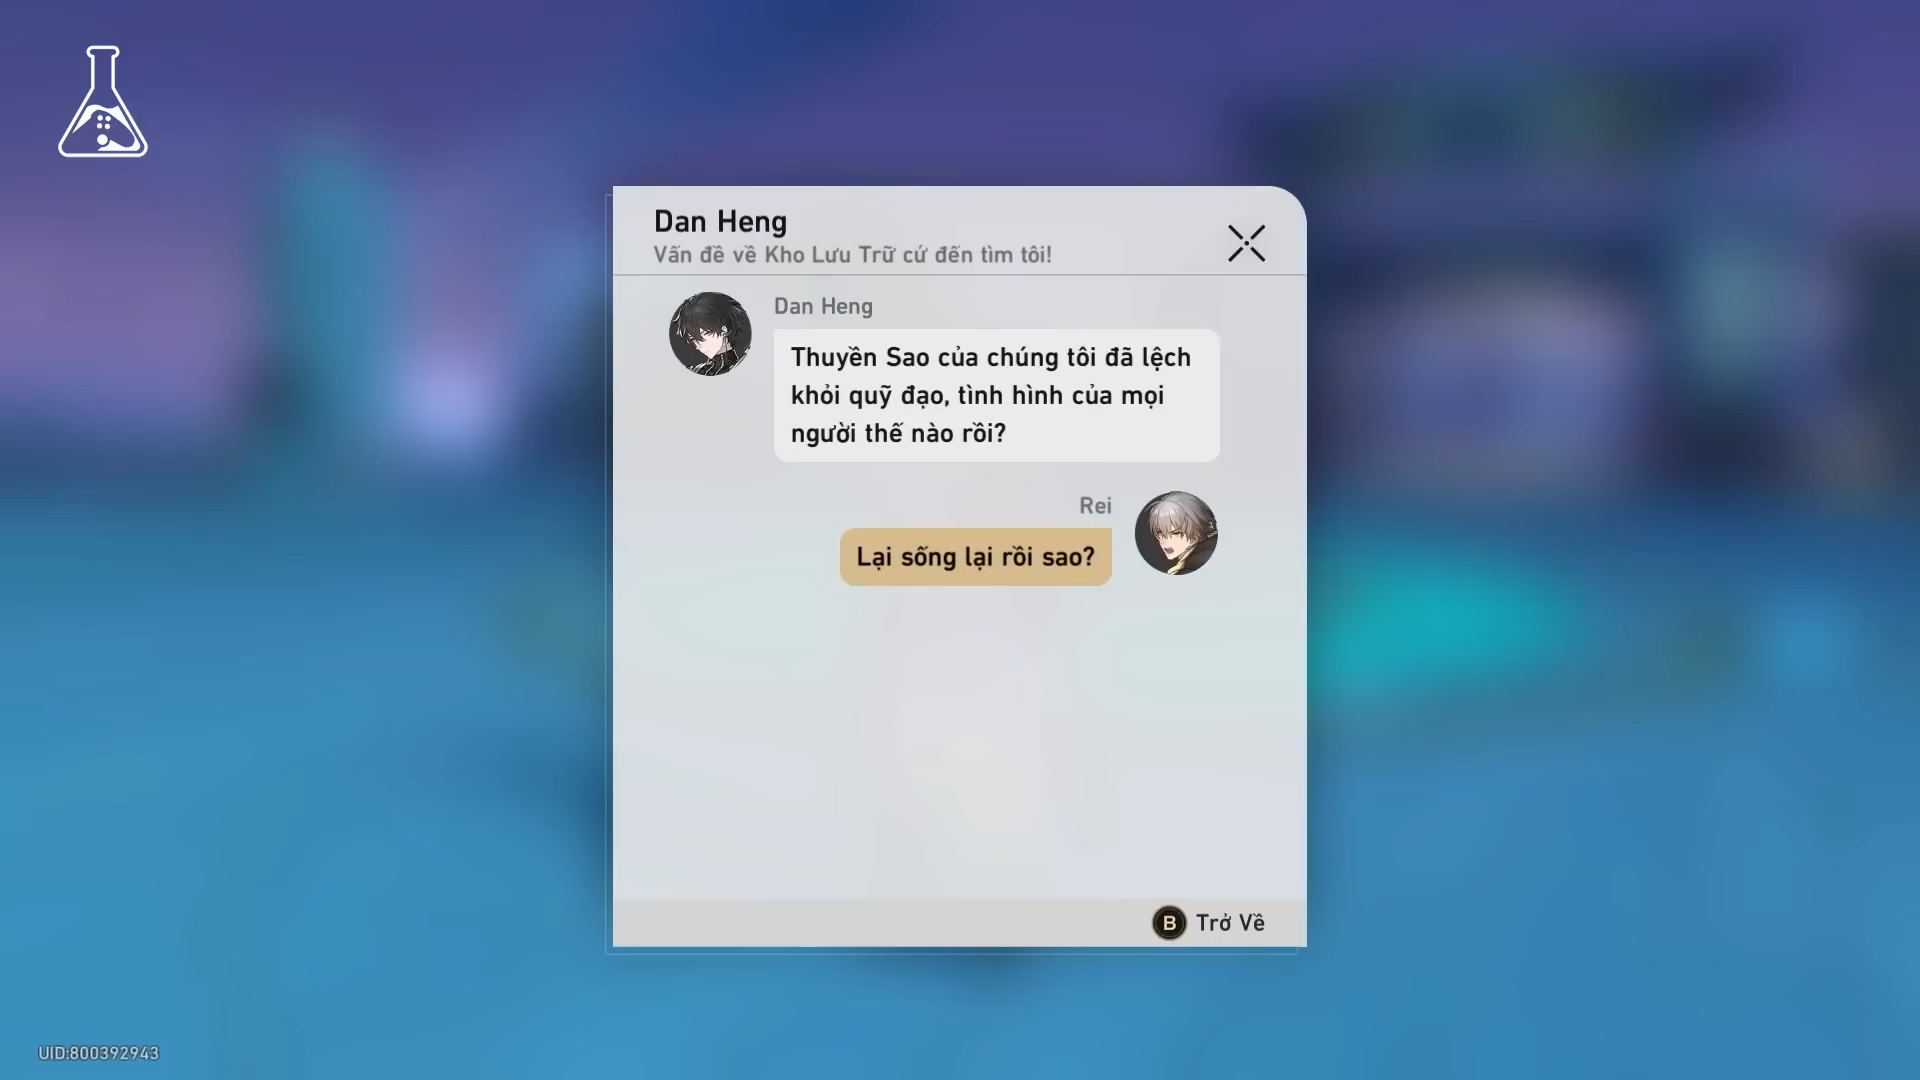 Dan Heng
Vấn đề về Kho Lưu Trữ cứ đến tìm tôi!
Dan Heng
Thuyền Sao của chúng tôi đã lệch
khỏi quỹ đạo, tình hình của mọi
người thế nào rồi?
Rei
Lại sống lại rồi sao?
B Trở Về
UID:800392943